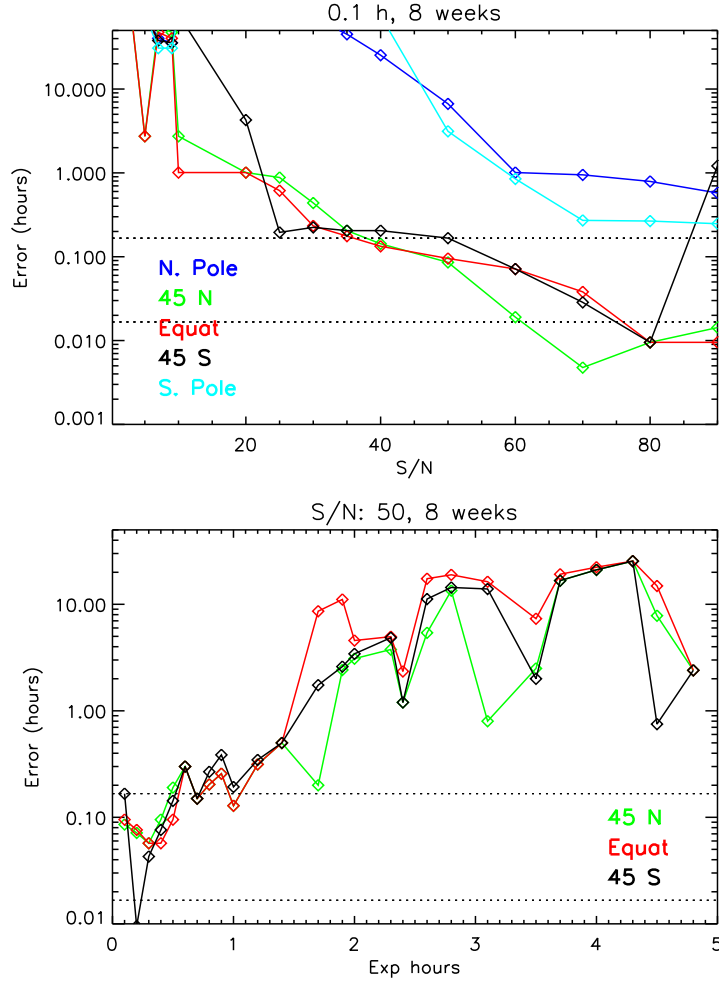 0.1 h, 8 weeks
10.000
1.000
0.100
0.010
0.001
Error (hours)
N. Pole
45 N
Equat
45 S
S. Pole
20 40 60 80
S/N
S/N: 50, 8 weeks
10.00
1.00
0.10
0.01
Error (hours)
45 N
Equat
45 S
0 1 2 3 4 5
Exp hours